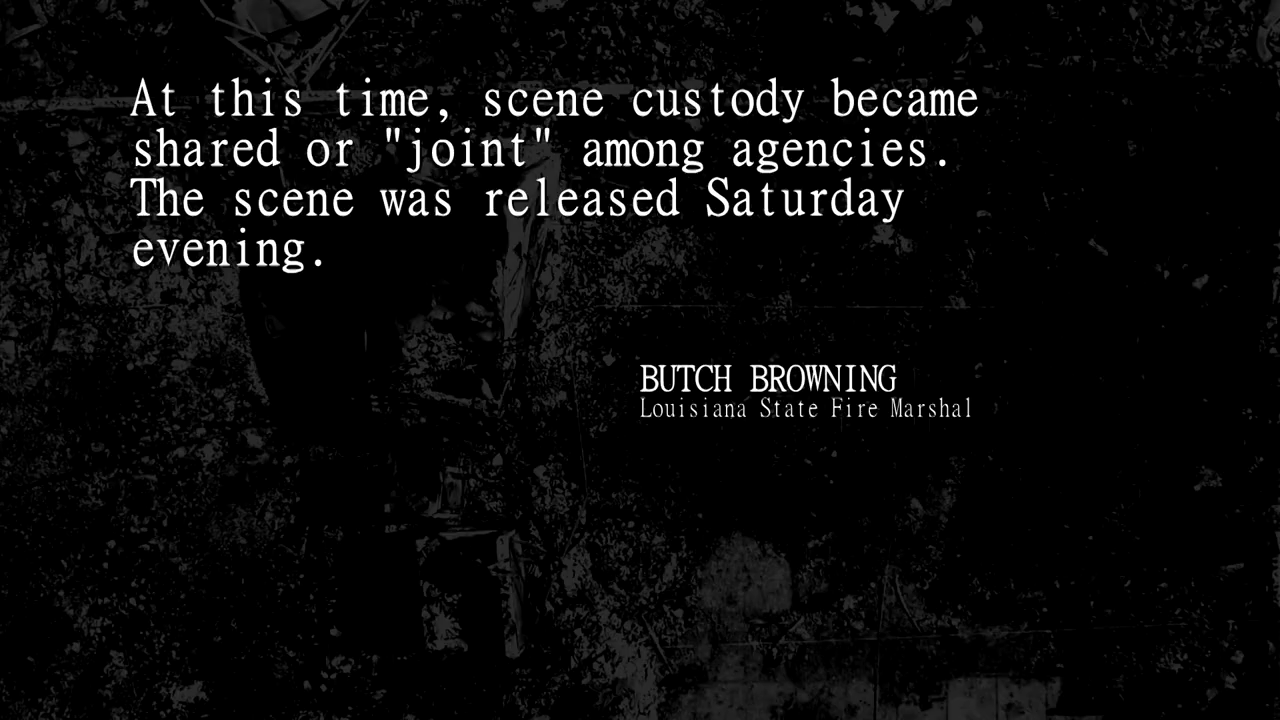 At this time, scene custody became
shared or "joint" among agencies.
The scene was released Saturday
evening.
BUTCH BROWNING
Louisiana State Fire Marshal